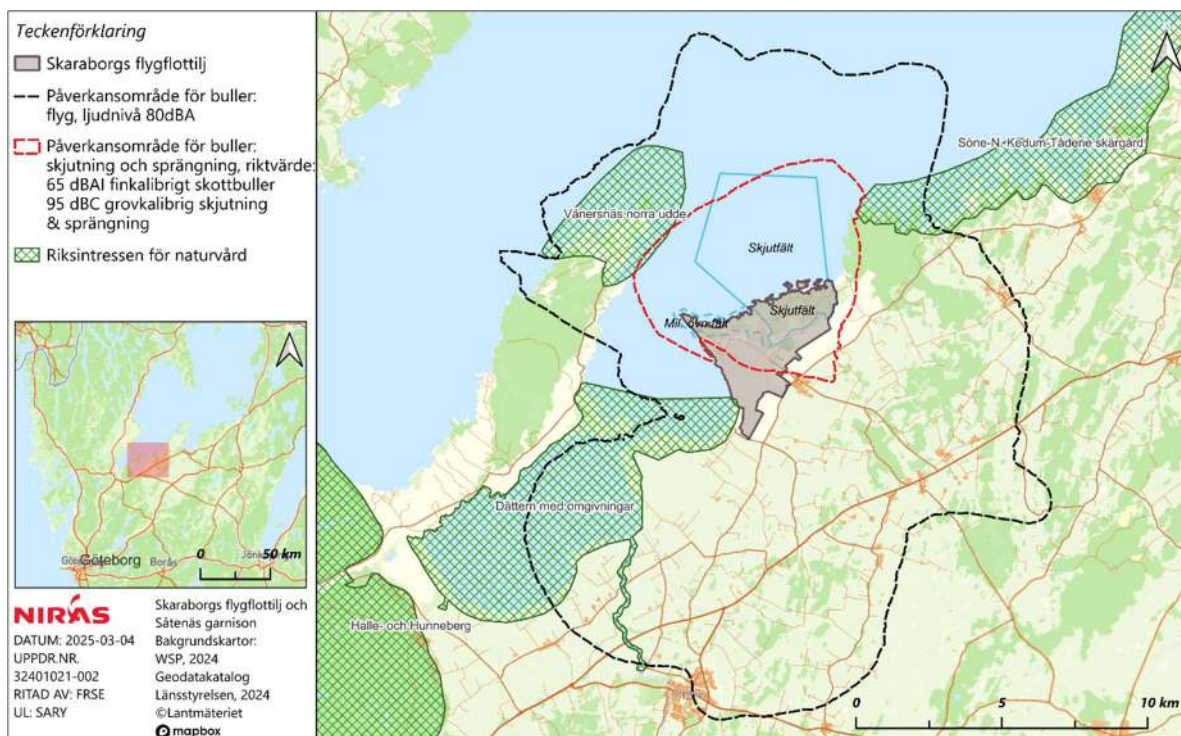 Teckenförklaring
Skaraborgs flygflottilj
Påverkansområde för buller:
flyg, ljudnivå 80dBA
Påverkansområde för buller:
skjutning och sprängning, riktvärde:
65 dBAI finkalibrigt skottbuller
95 dBC grovkalibrig skjutning
& sprängning
Riksintressen för naturvård
Göteborg
Borås
0
50 km
NIRAS
DATUM: 2025-03-04
UPPDR.NR.
32401021-002
RITAD AV: FRSE
UL: SARY
Skaraborgs flygflottilj och
Såtenäs garnison
Bakgrundskartor:
WSP, 2024
Geodatakatalog
Länsstyrelsen, 2024
©Lantmäteriet
mapbox
Söne-N. Kedum-Tådene skärgård
Vänersnäs norra udde
Skjutfält
Skjutfält
Mil. övn.fält
Dättern med omgivningar
Halle- och Hunneberg
0
5
10 km